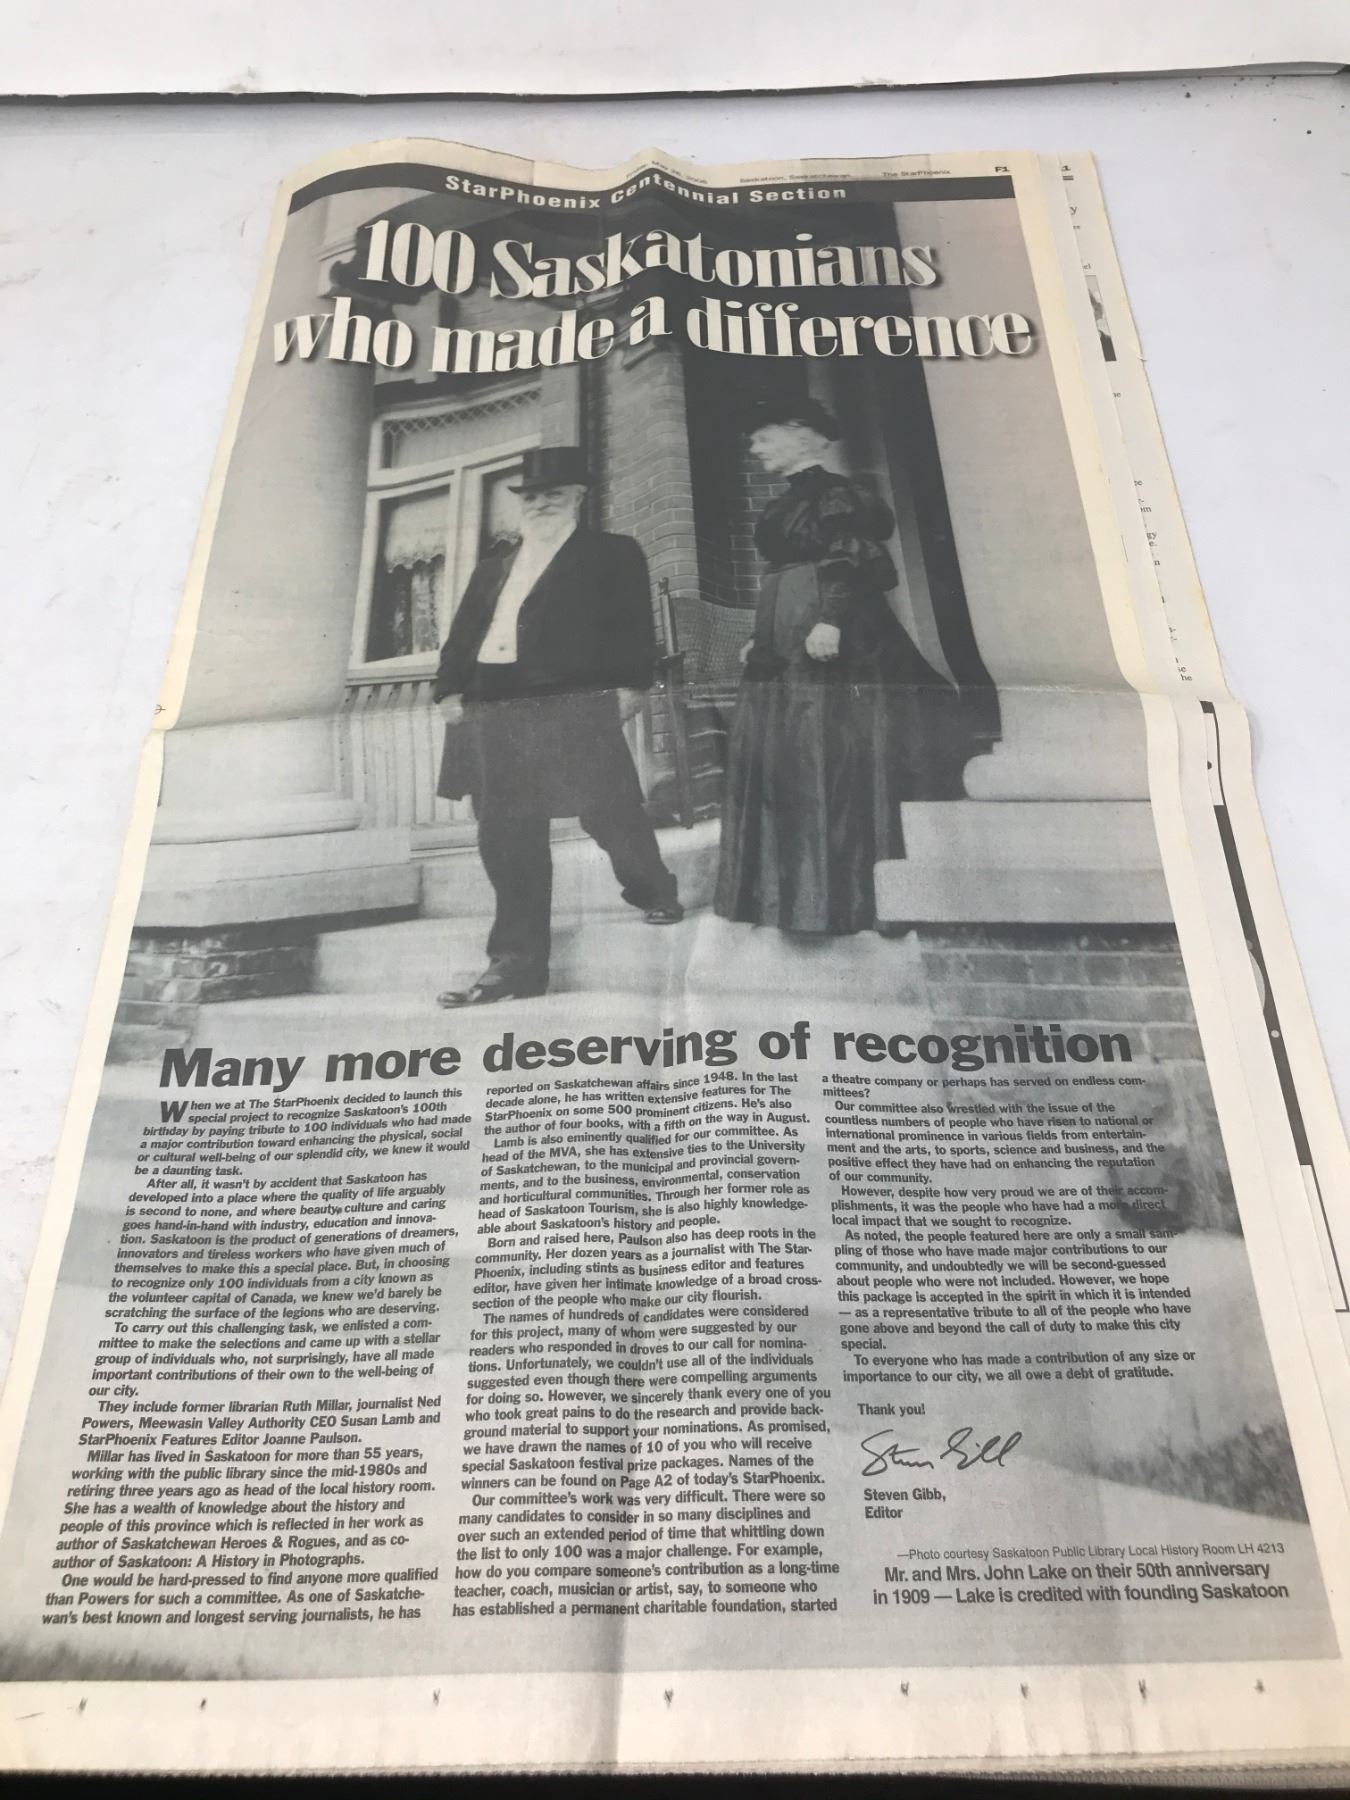 Friday, May 26, 2006 Saskatoon, Saskatchewan The StarPhoenix F1
StarPhoenix Centennial Section
100 Saskatonians
who made a difference
Many more deserving of recognition
When we at The StarPhoenix decided to launch this
special project to recognize Saskatoon's 100th
birthday by paying tribute to 100 individuals who had made
a major contribution toward enhancing the physical, social
or cultural well-being of our splendid city, we knew it would
be a daunting task.
After all, it wasn't by accident that Saskatoon has
developed into a place where the quality of life arguably
is second to none, and where beauty, culture and caring
goes hand-in-hand with industry, education and innova-
tion. Saskatoon is the product of generations of dreamers,
innovators and tireless workers who have given much of
themselves to make this a special place. But, in choosing
to recognize only 100 individuals from a city known as
the volunteer capital of Canada, we knew we'd barely be
scratching the surface of the legions who are deserving.
To carry out this challenging task, we enlisted a com-
mittee to make the selections and came up with a stellar
group of individuals who, not surprisingly, have all made
important contributions of their own to the well-being of
our city.
They include former librarian Ruth Millar, journalist Ned
Powers, Meewasin Valley Authority CEO Susan Lamb and
StarPhoenix Features Editor Joanne Paulson.
Millar has lived in Saskatoon for more than 55 years,
working with the public library since the mid-1980s and
retiring three years ago as head of the local history room.
She has a wealth of knowledge about the history and
people of this province which is reflected in her work as
author of Saskatchewan Heroes & Rogues, and as co-
author of Saskatoon: A History in Photographs.
One would be hard-pressed to find anyone more qualified
than Powers for such a committee. As one of Saskatche-
wan's best known and longest serving journalists, he has
reported on Saskatchewan affairs since 1948. In the last
decade alone, he has written extensive features for The
StarPhoenix on some 500 prominent citizens. He's also
the author of four books, with a fifth on the way in August.
Lamb is also eminently qualified for our committee. As
head of the MVA, she has extensive ties to the University
of Saskatchewan, to the municipal and provincial govern-
ments, and to the business, environmental, conservation
and horticultural communities. Through her former role as
head of Saskatoon Tourism, she is also highly knowledge-
able about Saskatoon's history and people.
Born and raised here, Paulson also has deep roots in the
community. Her dozen years as a journalist with The Star-
Phoenix, including stints as business editor and features
editor, have given her intimate knowledge of a broad cross-
section of the people who make our city flourish.
The names of hundreds of candidates were considered
for this project, many of whom were suggested by our
readers who responded in droves to our call for nomina-
tions. Unfortunately, we couldn't use all of the individuals
suggested even though there were compelling arguments
for doing so. However, we sincerely thank every one of you
who took great pains to do the research and provide back-
ground material to support your nominations. As promised,
we have drawn the names of 10 of you who will receive
special Saskatoon festival prize packages. Names of the
winners can be found on Page A2 of today's StarPhoenix.
Our committee's work was very difficult. There were so
many candidates to consider in so many disciplines and
over such an extended period of time that whittling down
the list to only 100 was a major challenge. For example,
how do you compare someone's contribution as a long-time
teacher, coach, musician or artist, say, to someone who
has established a permanent charitable foundation, started
a theatre company or perhaps has served on endless com-
mittees?
Our committee also wrestled with the issue of the
countless numbers of people who have risen to national or
international prominence in various fields from entertain-
ment and the arts, to sports, science and business, and the
positive effect they have had on enhancing the reputation
of our community.
However, despite how very proud we are of their accom-
plishments, it was the people who have had a more direct
local impact that we sought to recognize.
As noted, the people featured here are only a small sam-
pling of those who have made major contributions to our
community, and undoubtedly we will be second-guessed
about people who were not included. However, we hope
this package is accepted in the spirit in which it is intended
— as a representative tribute to all of the people who have
gone above and beyond the call of duty to make this city
special.
To everyone who has made a contribution of any size or
importance to our city, we all owe a debt of gratitude.
Thank you!
Steven Gibb,
Editor
—Photo courtesy Saskatoon Public Library Local History Room LH 4213
Mr. and Mrs. John Lake on their 50th anniversary
in 1909 — Lake is credited with founding Saskatoon